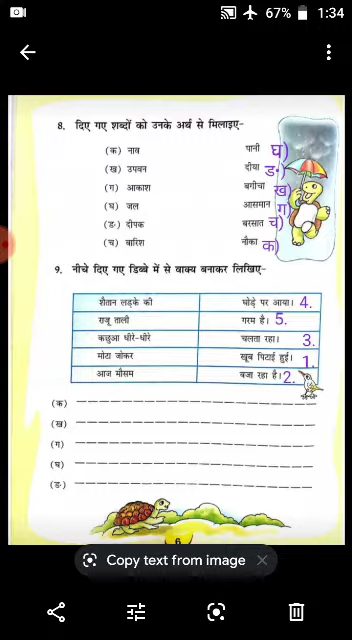 67% 1:34
8. दिए गए शब्दों को उनके अर्थ से मिलाइए-
(क) नाव पानी घ)
(ख) उपवन दीया ङ)
(ग) आकाश बगीचा ख)
(घ) जल आसमान ग)
(ङ) दीपक बरसात च)
(च) बारिश नौका क)
9. नीचे दिए गए डिब्बे में से वाक्य बनाकर लिखिए-
शैतान लड़के की घोड़े पर आया। 4.
राजू ताली गरम है। 5.
कछुआ धीरे-धीरे चलता रहा। 3.
मोटा जोकर खूब पिटाई हुई। 1.
आज मौसम बजा रहा है। 2.
(क)
(ख)
(ग)
(घ)
(ङ)
6
Copy text from image